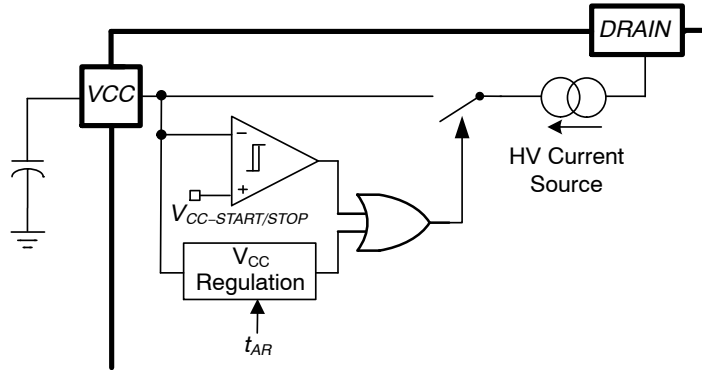 DRAIN
VCC
HV Current
Source
−
+
VCC−START/STOP
VCC
Regulation
tAR